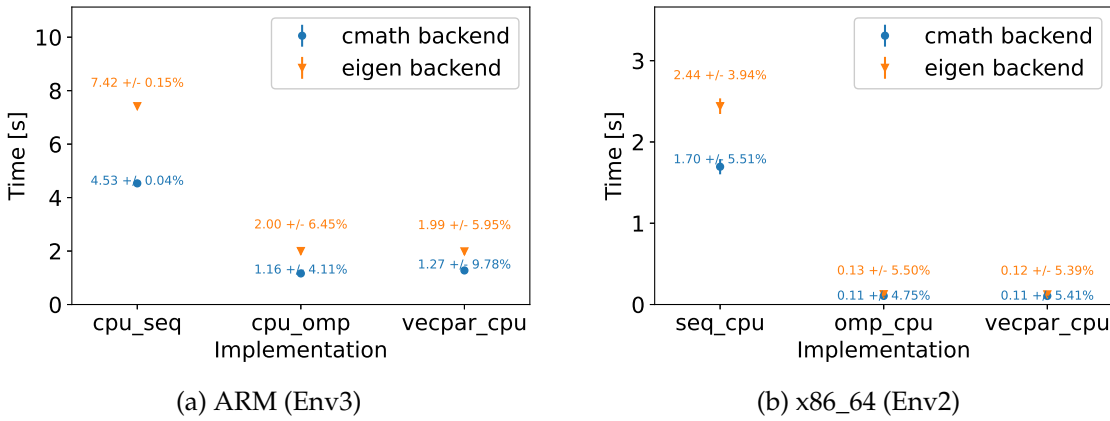 cmath backend
eigen backend
10
8
6
4
2
0
Time [s]
7.42 +/- 0.15%
4.53 +/- 0.04%
2.00 +/- 6.45%
1.16 +/- 4.11%
1.99 +/- 5.95%
1.27 +/- 9.78%
cpu_seq cpu_omp vecpar_cpu
Implementation
(a) ARM (Env3)
cmath backend
eigen backend
3
2
1
0
Time [s]
2.44 +/- 3.94%
1.70 +/- 5.51%
0.13 +/- 5.50%
0.11 +/- 4.75%
0.12 +/- 5.39%
0.11 +/- 5.41%
seq_cpu omp_cpu vecpar_cpu
Implementation
(b) x86_64 (Env2)